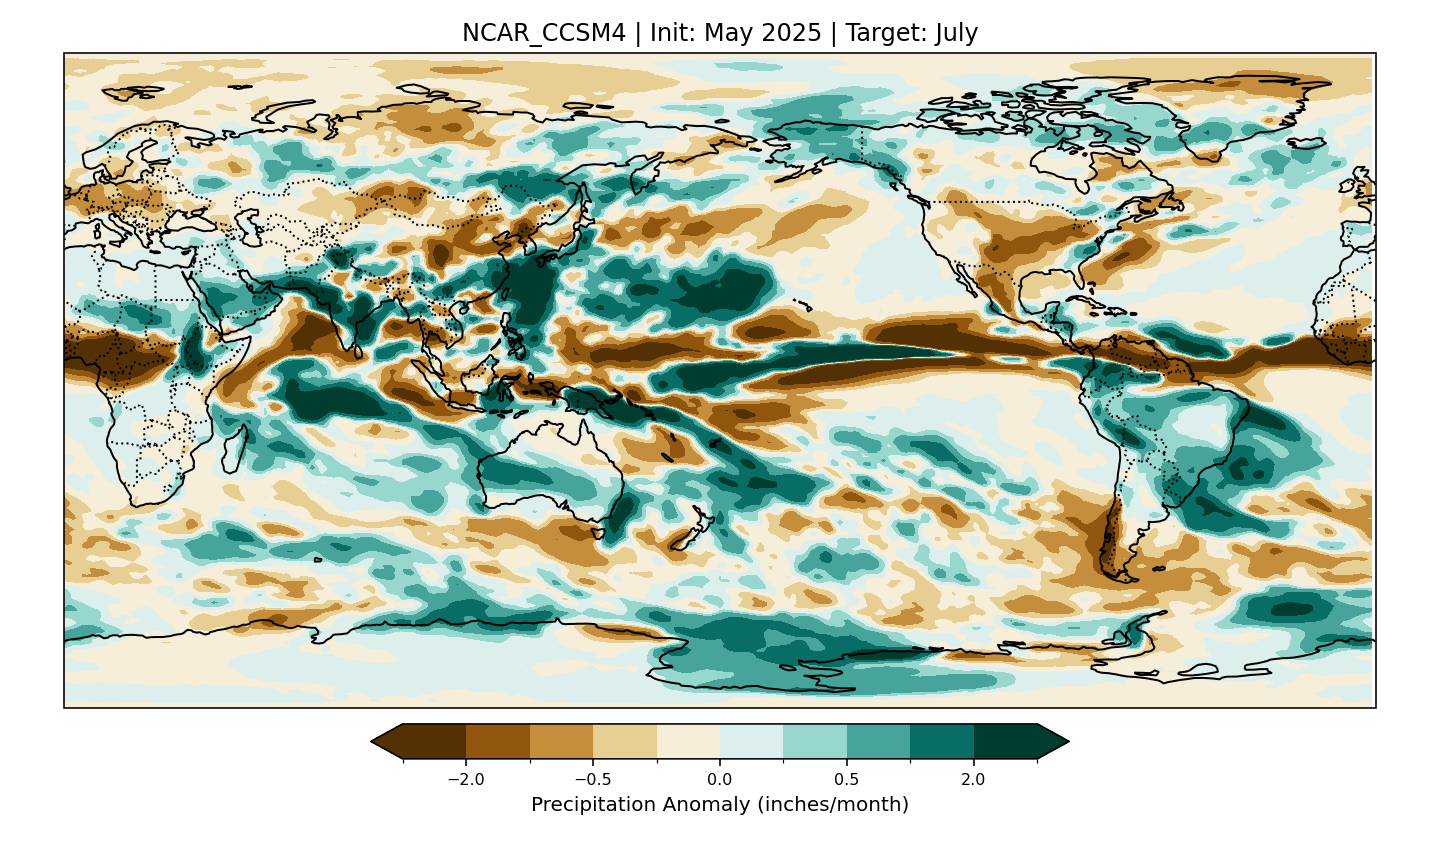 NCAR_CCSM4 | Init: May 2025 | Target: July
−2.0 −0.5 0.0 0.5 2.0
Precipitation Anomaly (inches/month)